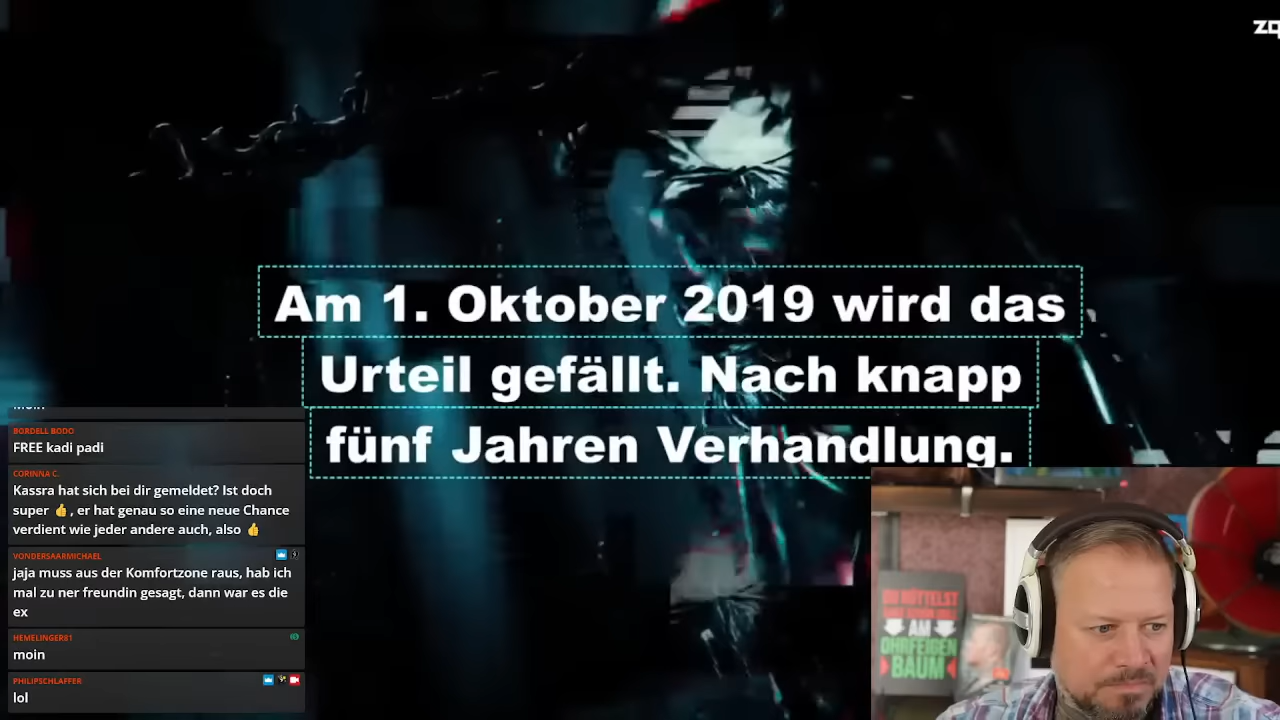 Am 1. Oktober 2019 wird das
Urteil gefällt. Nach knapp
fünf Jahren Verhandlung.
BORDELL BODO
FREE kadi padi
CORINNA C.
Kassra hat sich bei dir gemeldet? Ist doch
super 👍, er hat genau so eine neue Chance
verdient wie jeder andere auch, also 👍
VONDERSAARMICHAEL
jaja muss aus der Komfortzone raus, hab ich
mal zu ner freundin gesagt, dann war es die
ex
HEMELINGER81
moin
PHILIPSCHLAFFER
lol
AM
OHRFEIGEN
BAUM